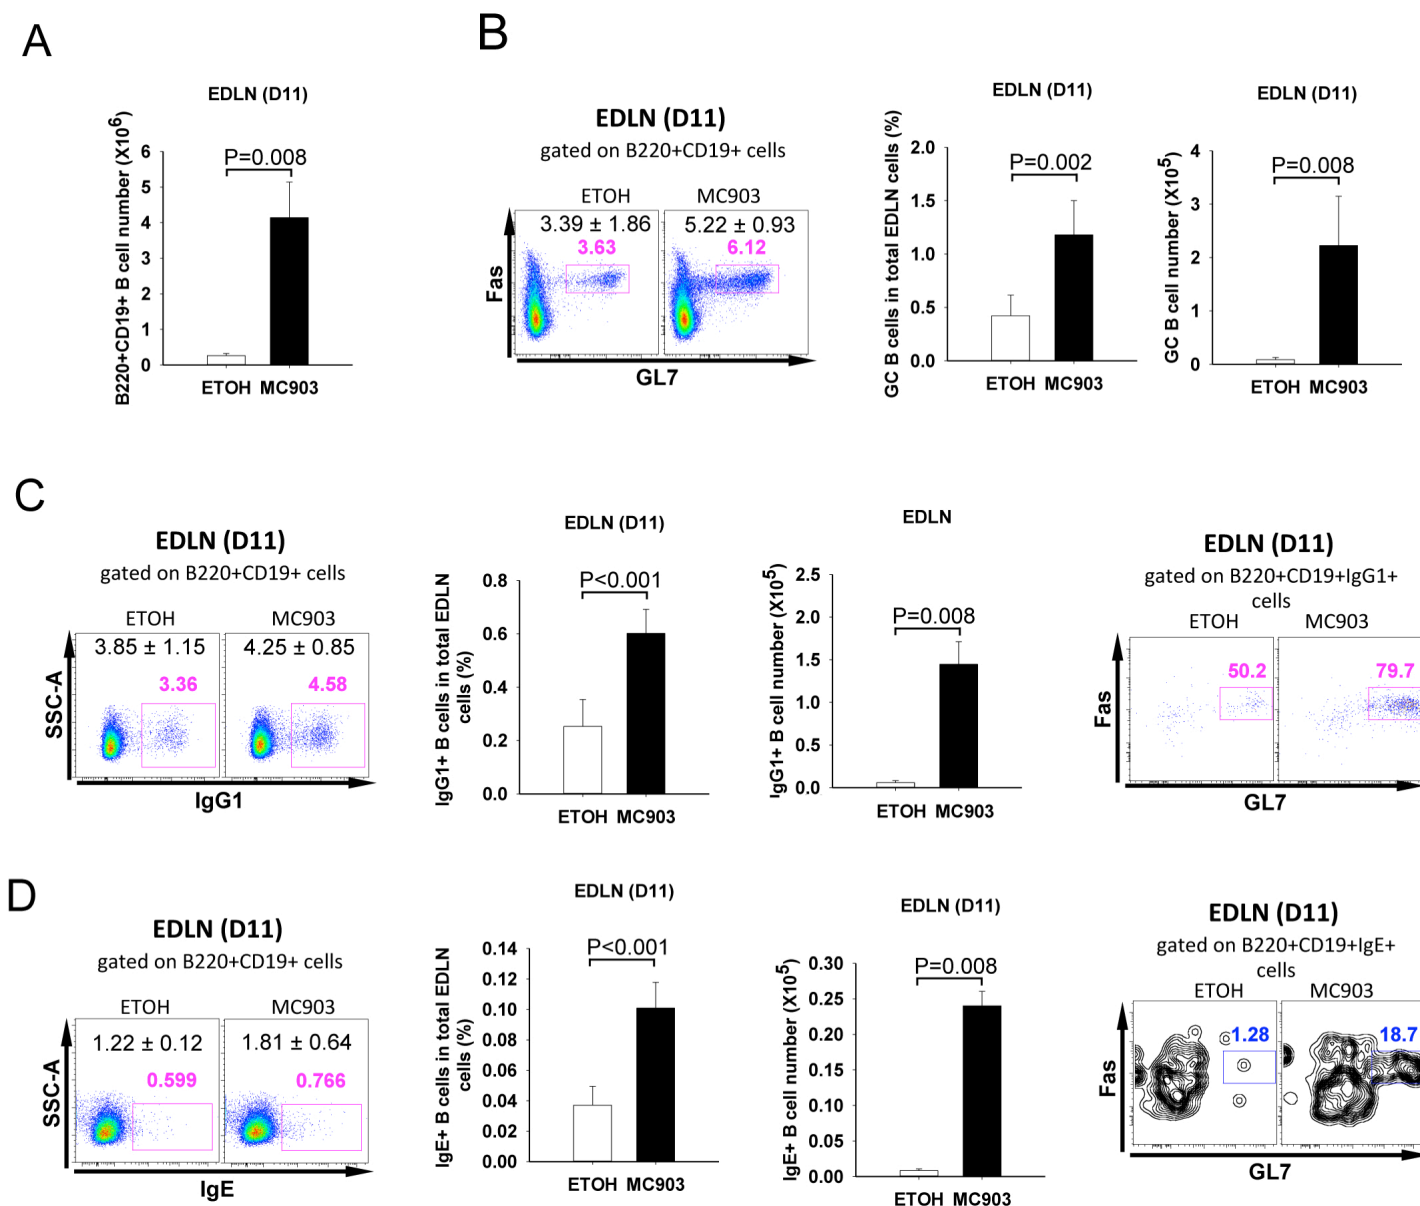 A
EDLN (D11)
B220+CD19+ B cell number (X10⁶)
6
5
4
3
2
1
0
P=0.008
ETOH MC903
B
EDLN (D11)
gated on B220+CD19+ cells
ETOH MC903
3.39 ± 1.86 5.22 ± 0.93
3.63 6.12
Fas
GL7
EDLN (D11)
GC B cells in total EDLN cells (%)
2.0
1.5
1.0
0.5
0.0
P=0.002
ETOH MC903
EDLN (D11)
GC B cell number (X10⁵)
4
3
2
1
0
P=0.008
ETOH MC903
C
EDLN (D11)
gated on B220+CD19+ cells
ETOH MC903
3.85 ± 1.15 4.25 ± 0.85
3.36 4.58
SSC-A
IgG1
EDLN (D11)
IgG1+ B cells in total EDLN
cells (%)
0.8
0.6
0.4
0.2
0.0
P<0.001
ETOH MC903
EDLN
IgG1+ B cell number (X10⁵)
2.5
2.0
1.5
1.0
0.5
0.0
P=0.008
ETOH MC903
EDLN (D11)
gated on B220+CD19+IgG1+
cells
ETOH MC903
50.2 79.7
Fas
GL7
D
EDLN (D11)
gated on B220+CD19+ cells
ETOH MC903
1.22 ± 0.12 1.81 ± 0.64
0.599 0.766
SSC-A
IgE
EDLN (D11)
IgE+ B cells in total EDLN
cells (%)
0.14
0.12
0.10
0.08
0.06
0.04
0.02
0.00
P<0.001
ETOH MC903
EDLN (D11)
IgE+ B cell number (X10⁵)
0.30
0.25
0.20
0.15
0.10
0.05
0.00
P=0.008
ETOH MC903
EDLN (D11)
gated on B220+CD19+IgE+
cells
ETOH MC903
1.28 18.7
Fas
GL7